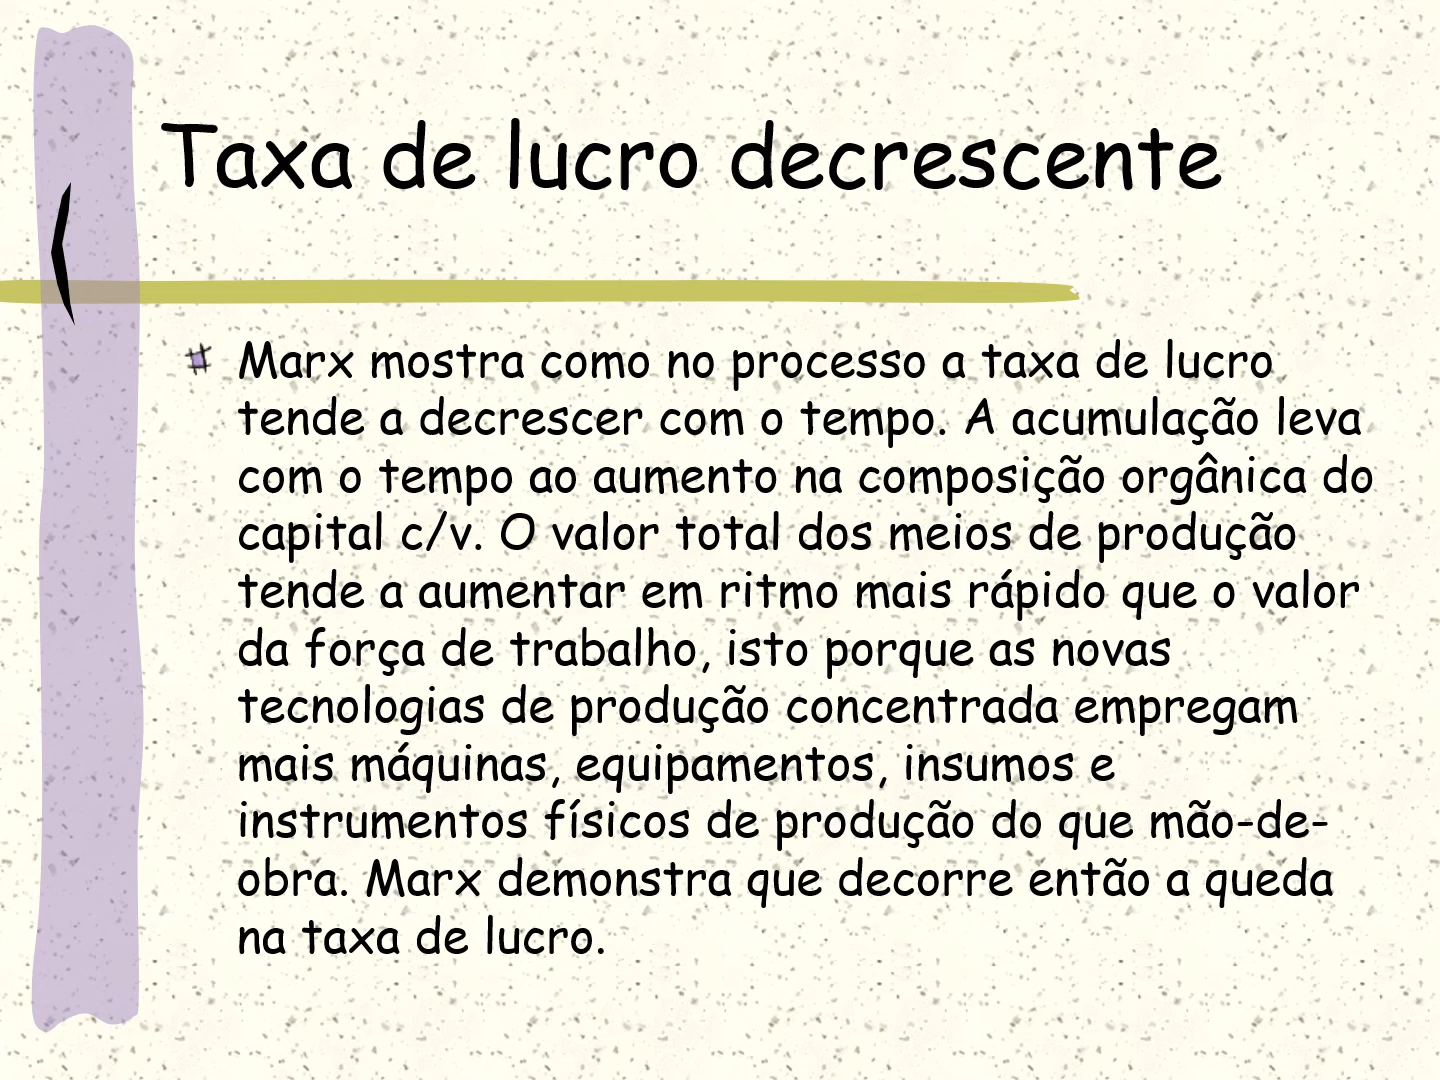 Taxa de lucro decrescente
Marx mostra como no processo a taxa de lucro
tende a decrescer com o tempo. A acumulação leva
com o tempo ao aumento na composição orgânica do
capital c/v. O valor total dos meios de produção
tende a aumentar em ritmo mais rápido que o valor
da força de trabalho, isto porque as novas
tecnologias de produção concentrada empregam
mais máquinas, equipamentos, insumos e
instrumentos físicos de produção do que mão-de-
obra. Marx demonstra que decorre então a queda
na taxa de lucro.